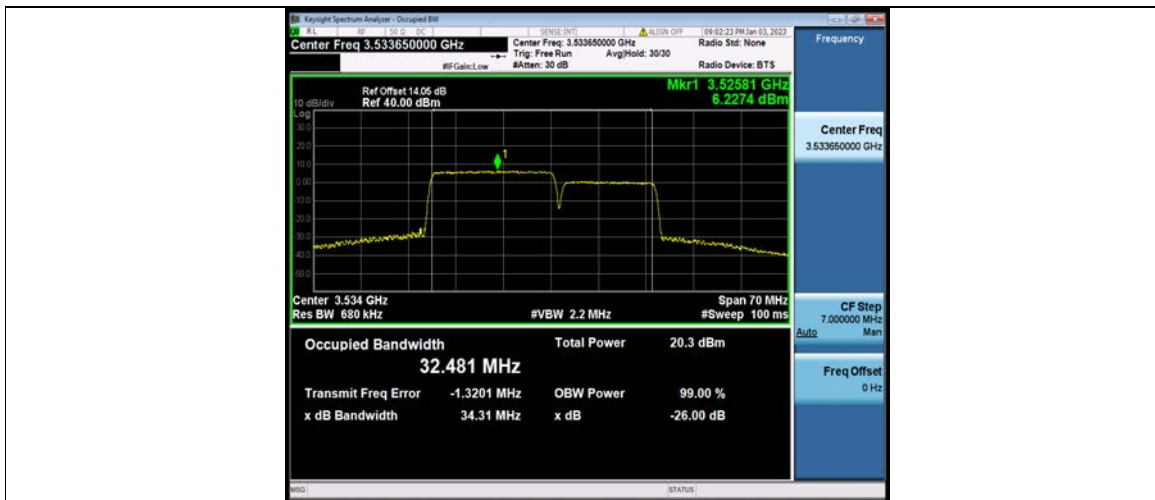 Keysight Spectrum Analyzer - Occupied BW
RL RF 50 Ω DC SENSE:INT ALIGN OFF 09:02:23 PM Jan 03, 2023
Center Freq 3.533650000 GHz
Center Freq: 3.533650000 GHz
Radio Std: None
Trig: Free Run Avg|Hold: 30/30
#IFGain:Low #Atten: 30 dB Radio Device: BTS
Frequency
Mkr1 3.52581 GHz
6.2274 dBm
Ref Offset 14.05 dB
10 dB/div Ref 40.00 dBm
Log
30.0
20.0
10.0
0.00
-10.0
-20.0
-30.0
-40.0
-50.0
1
Center 3.534 GHz Span 70 MHz
Res BW 680 kHz #VBW 2.2 MHz #Sweep 100 ms
Occupied Bandwidth Total Power 20.3 dBm
32.481 MHz
Transmit Freq Error -1.3201 MHz OBW Power 99.00 %
x dB Bandwidth 34.31 MHz x dB -26.00 dB
Center Freq
3.533650000 GHz
CF Step
7.000000 MHz
Auto Man
Freq Offset
0 Hz
MSG STATUS